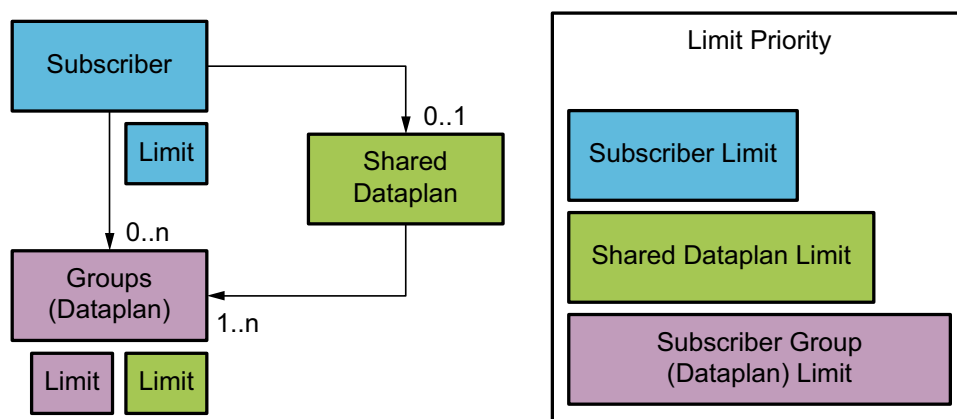 Subscriber
Limit
0..1
Shared
Dataplan
0..n
Groups
(Dataplan)
1..n
Limit
Limit
Limit Priority
Subscriber Limit
Shared Dataplan Limit
Subscriber Group
(Dataplan) Limit